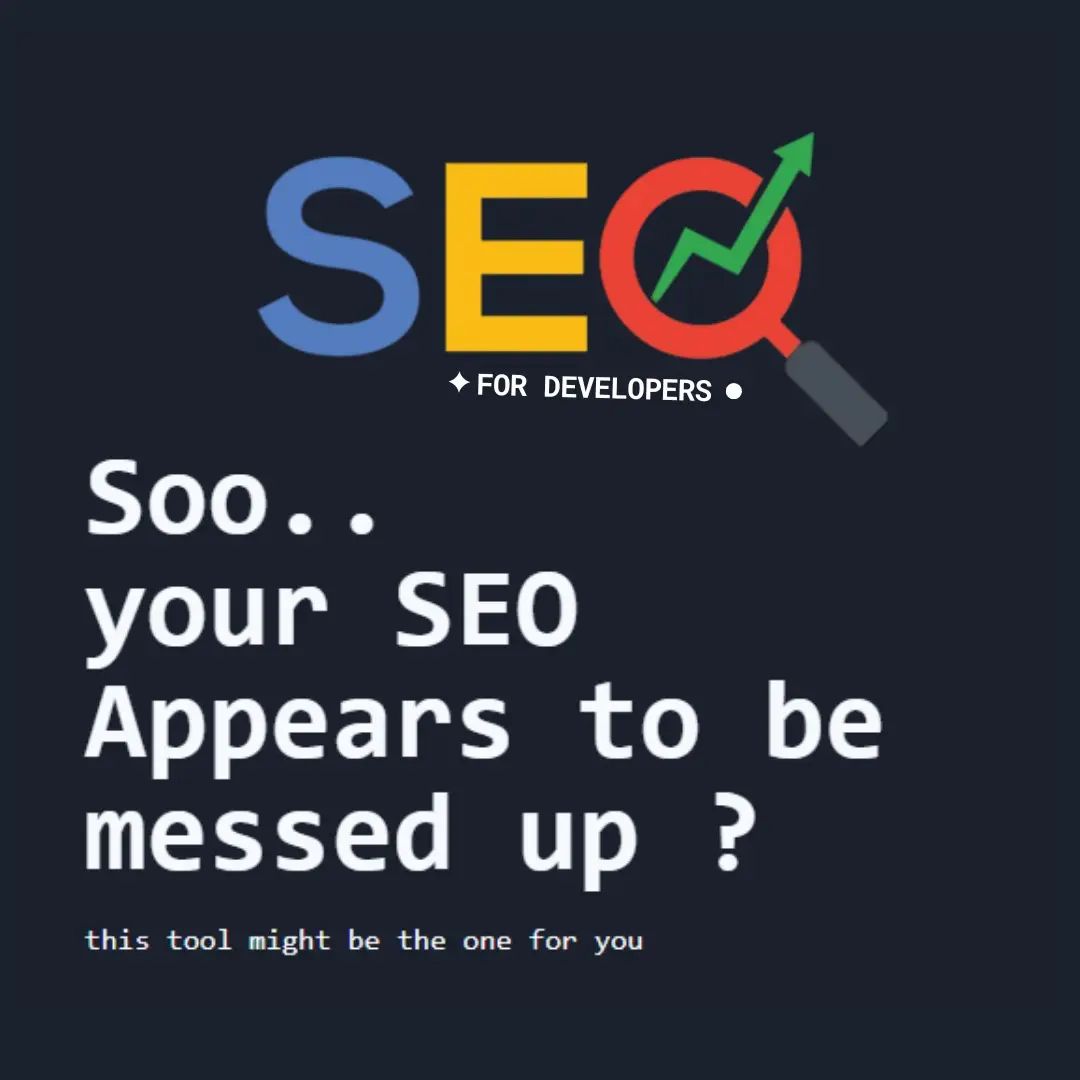 SEO
✦ FOR DEVELOPERS ●
Soo..
your SEO
Appears to be
messed up ?
this tool might be the one for you